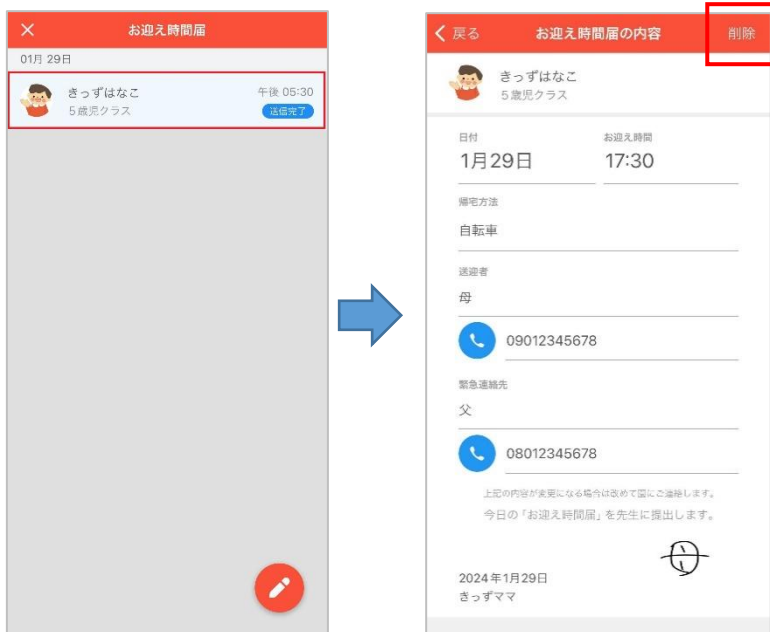 お迎え時間届
01月 29日
きっずはなこ
午後 05:30
5歳児クラス
送信完了
戻る
お迎え時間届の内容
削除
きっずはなこ
5歳児クラス
日付
お迎え時間
1月29日
17:30
帰宅方法
自転車
送迎者
母
09012345678
緊急連絡先
父
08012345678
上記の内容が変更になる場合は改めて園にご連絡します。
今日の「お迎え時間届」を先生に提出します。
2024年1月29日
きっずママ